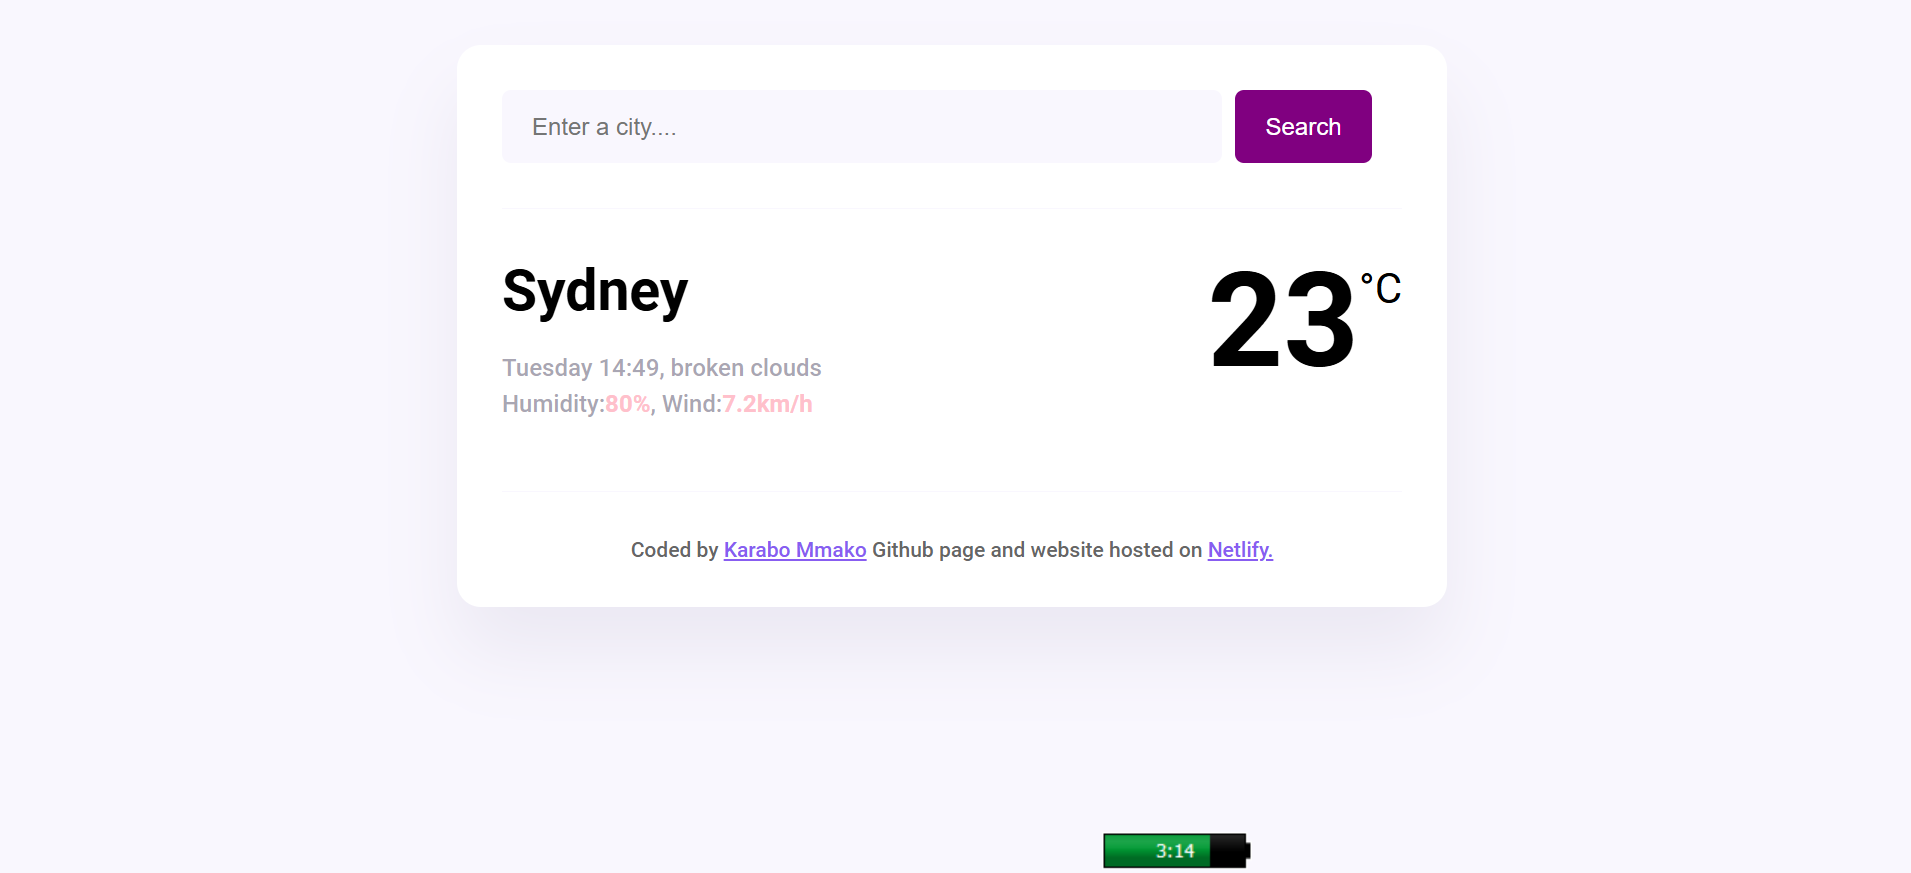 Enter a city....
Search
Sydney
23°C
Tuesday 14:49, broken clouds
Humidity:80%, Wind:7.2km/h
Coded by Karabo Mmako Github page and website hosted on Netlify.
3:14